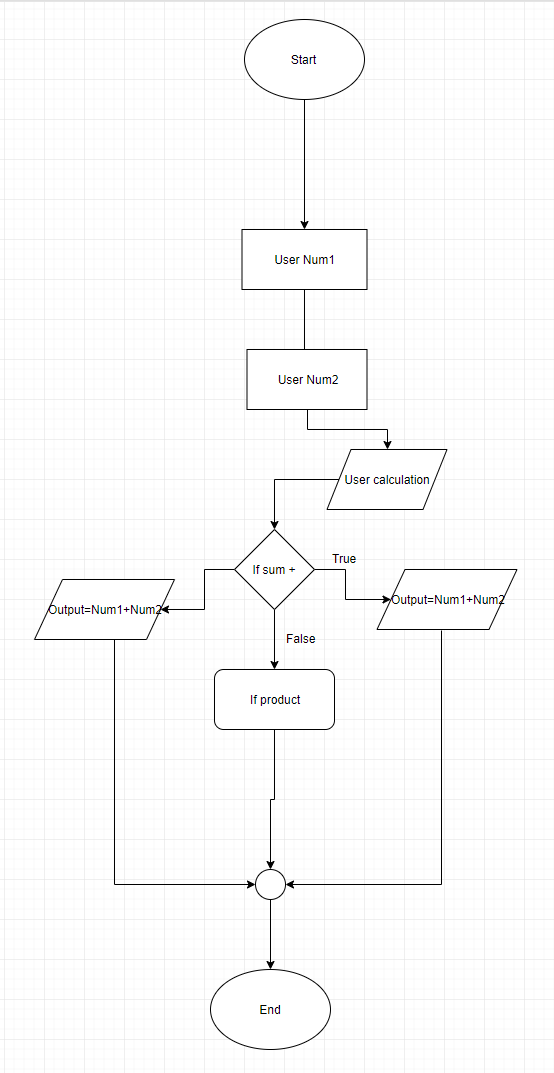 Start
User Num1
User Num2
User calculation
If sum +
True
Output=Num1+Num2
Output=Num1+Num2
False
If product
End